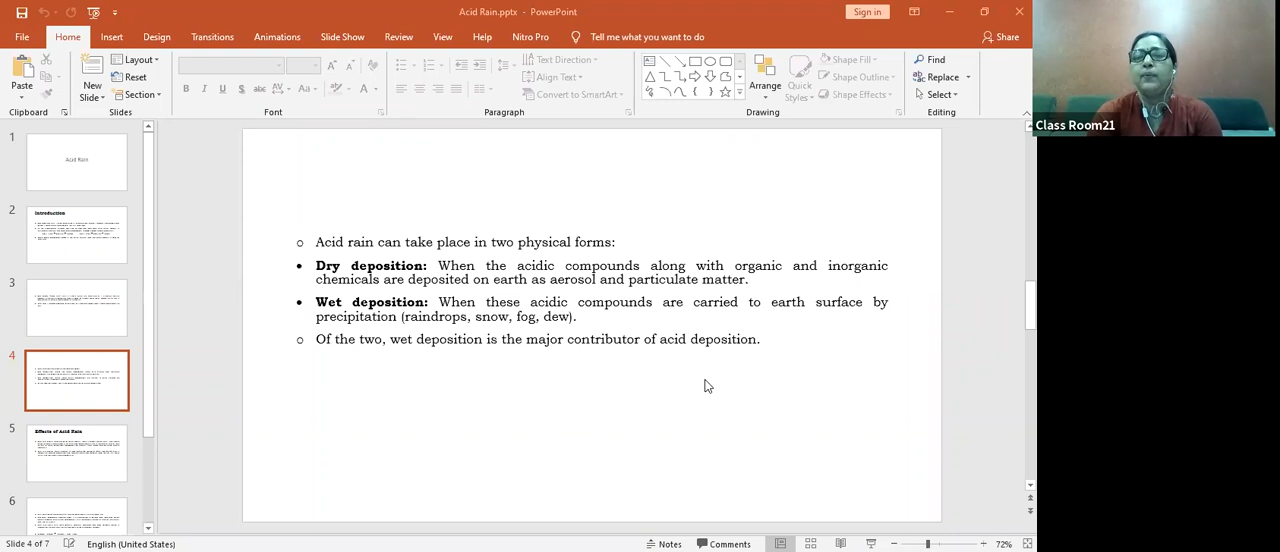 Acid Rain.pptx - PowerPoint
Sign in
File Home Insert Design Transitions Animations Slide Show Review View Help Nitro Pro Tell me what you want to do Share
Paste
New Slide
Layout
Reset
Section
Text Direction
Align Text
Convert to SmartArt
Arrange
Quick Styles
Shape Fill
Shape Outline
Shape Effects
Find
Replace
Select
Clipboard Slides Font Paragraph Drawing Editing
Class Room21
1
Acid Rain
2
Introduction
3
4
5
Effects of Acid Rain
6
o Acid rain can take place in two physical forms:
• Dry deposition: When the acidic compounds along with organic and inorganic
chemicals are deposited on earth as aerosol and particulate matter.
• Wet deposition: When these acidic compounds are carried to earth surface by
precipitation (raindrops, snow, fog, dew).
o Of the two, wet deposition is the major contributor of acid deposition.
Slide 4 of 7 English (United States) Notes Comments 72%